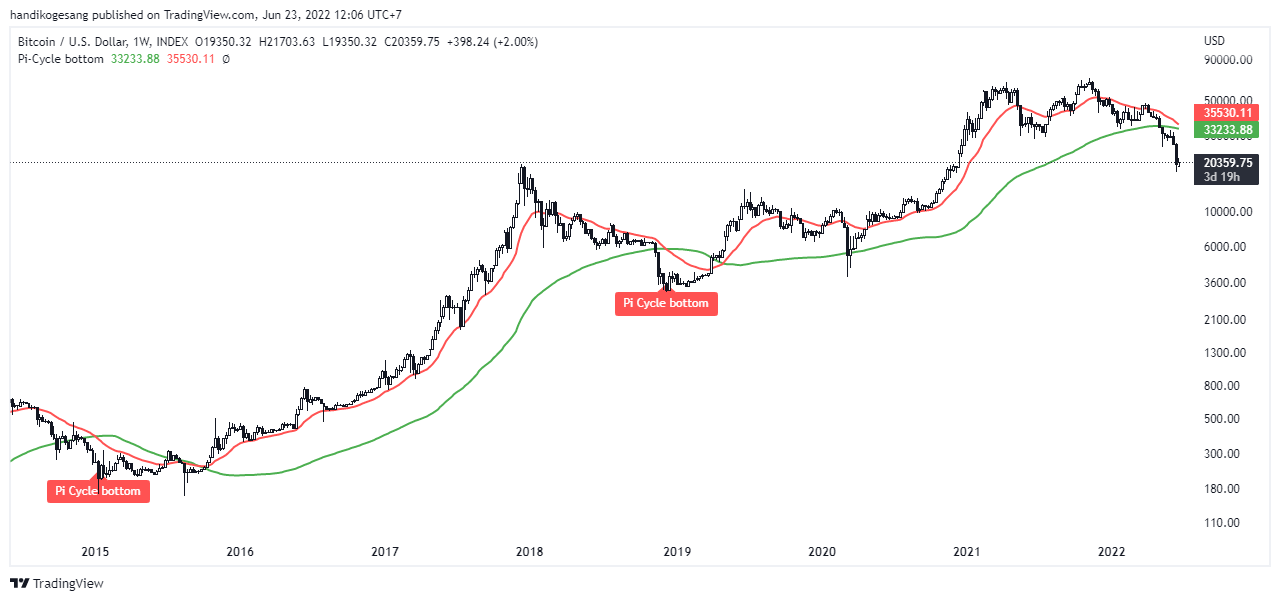 handikogesang published on TradingView.com, Jun 23, 2022 12:06 UTC+7
Bitcoin / U.S. Dollar, 1W, INDEX O19350.32 H21703.63 L19350.32 C20359.75 +398.24 (+2.00%)
Pi-Cycle bottom 33233.88 35530.11 Ø
USD
90000.00
50000.00
35530.11
33233.88
20359.75
3d 19h
10000.00
6000.00
3600.00
Pi Cycle bottom
2100.00
1300.00
800.00
500.00
300.00
Pi Cycle bottom
180.00
110.00
2015 2016 2017 2018 2019 2020 2021 2022
TradingView